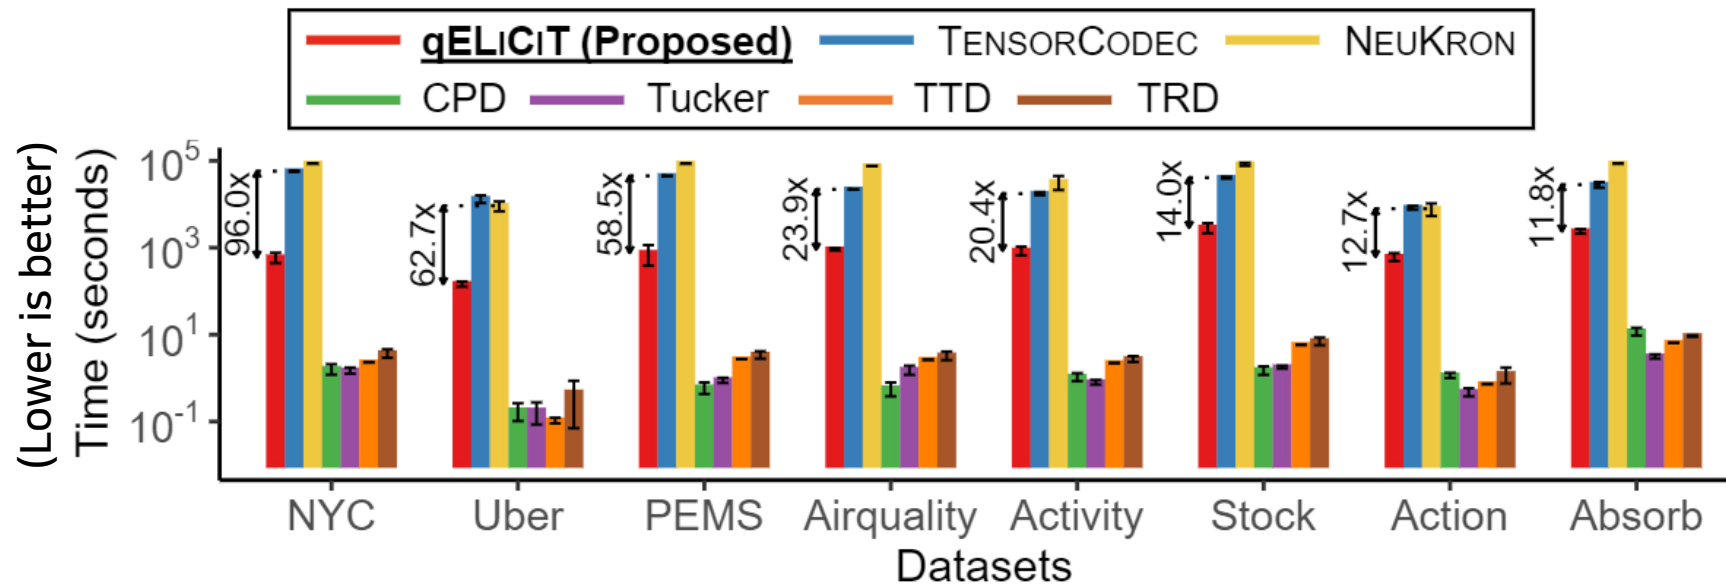 qELICIT (Proposed) TENSORCODEC NEUKRON
CPD Tucker TTD TRD
(Lower is better)
Time (seconds)
10^5
10^3
10^1
10^-1
96.0x
62.7x
58.5x
23.9x
20.4x
14.0x
12.7x
11.8x
NYC Uber PEMS Airquality Activity Stock Action Absorb
Datasets